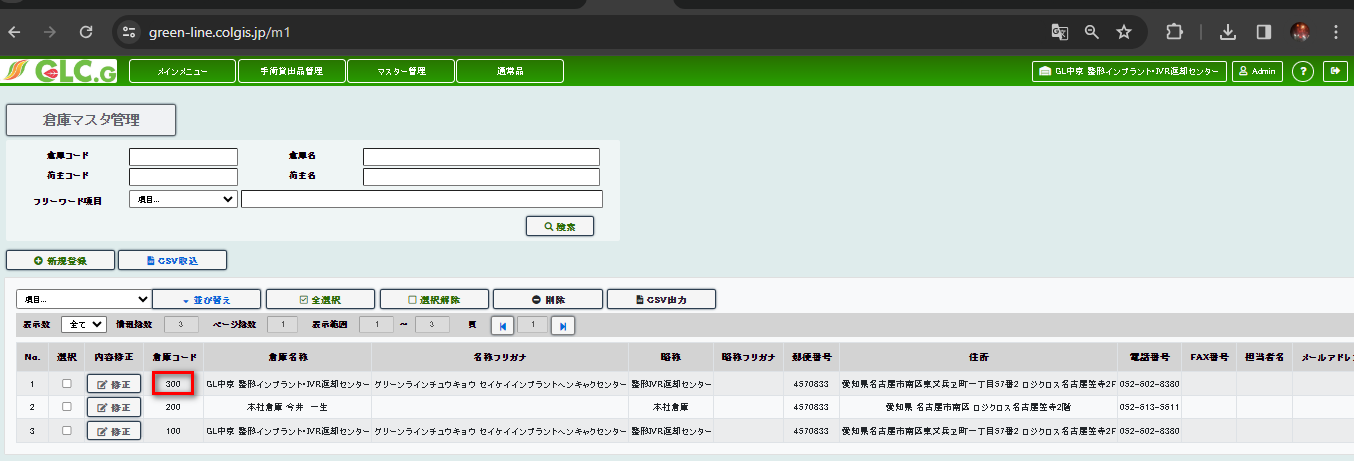 green-line.colgis.jp/m1
GLC.G メインメニュー 手術貸出品管理 マスター管理 通常品 GL中京 整形インプラント・IVR返却センター Admin ?
倉庫マスタ管理
倉庫コード 倉庫名
荷主コード 荷主名
フリーワード項目 項目...
検索
新規登録 CSV取込
項目... 並び替え 全選択 選択解除 削除 CSV出力
表示数 全て 情報総数 3 ページ総数 1 表示範囲 1 ~ 3 頁 1
No. 選択 内容修正 倉庫コード 倉庫名称 名称フリガナ 略称 略称フリガナ 郵便番号 住所 電話番号 FAX番号 担当者名 メールアドレ
1 修正 300 GL中京 整形インプラント・IVR返却センター グリーンラインチュウキョウ セイケイインプラントヘンキャクセンター 整形IVR返却センター 4570833 愛知県名古屋市南区東又兵ヱ町一丁目57番2 ロジクロス名古屋笠寺2F 052-602-8380
2 修正 200 本社倉庫 今井 一生 本社倉庫 4570833 愛知県 名古屋市南区 ロジクロス名古屋笠寺2階 052-613-5611
3 修正 100 GL中京 整形インプラント・IVR返却センター グリーンラインチュウキョウ セイケイインプラントヘンキャクセンター 整形IVR返却センター 4570833 愛知県名古屋市南区東又兵ヱ町一丁目57番2 ロジクロス名古屋笠寺2F 052-602-8380